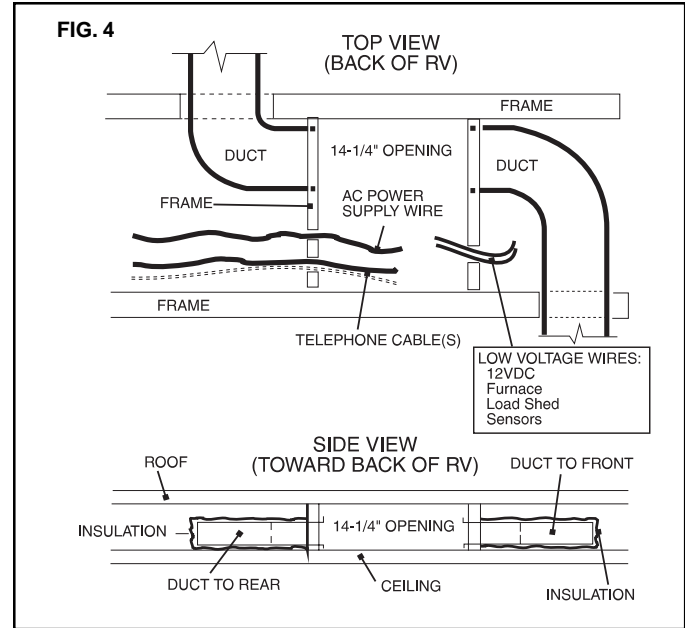 FIG. 4
TOP VIEW
(BACK OF RV)
FRAME
14-1/4" OPENING
DUCT
DUCT
FRAME
AC POWER
SUPPLY WIRE
FRAME
TELEPHONE CABLE(S)
LOW VOLTAGE WIRES:
12VDC
Furnace
Load Shed
Sensors
SIDE VIEW
(TOWARD BACK OF RV)
ROOF
DUCT TO FRONT
INSULATION
14-1/4" OPENING
DUCT TO REAR
CEILING
INSULATION